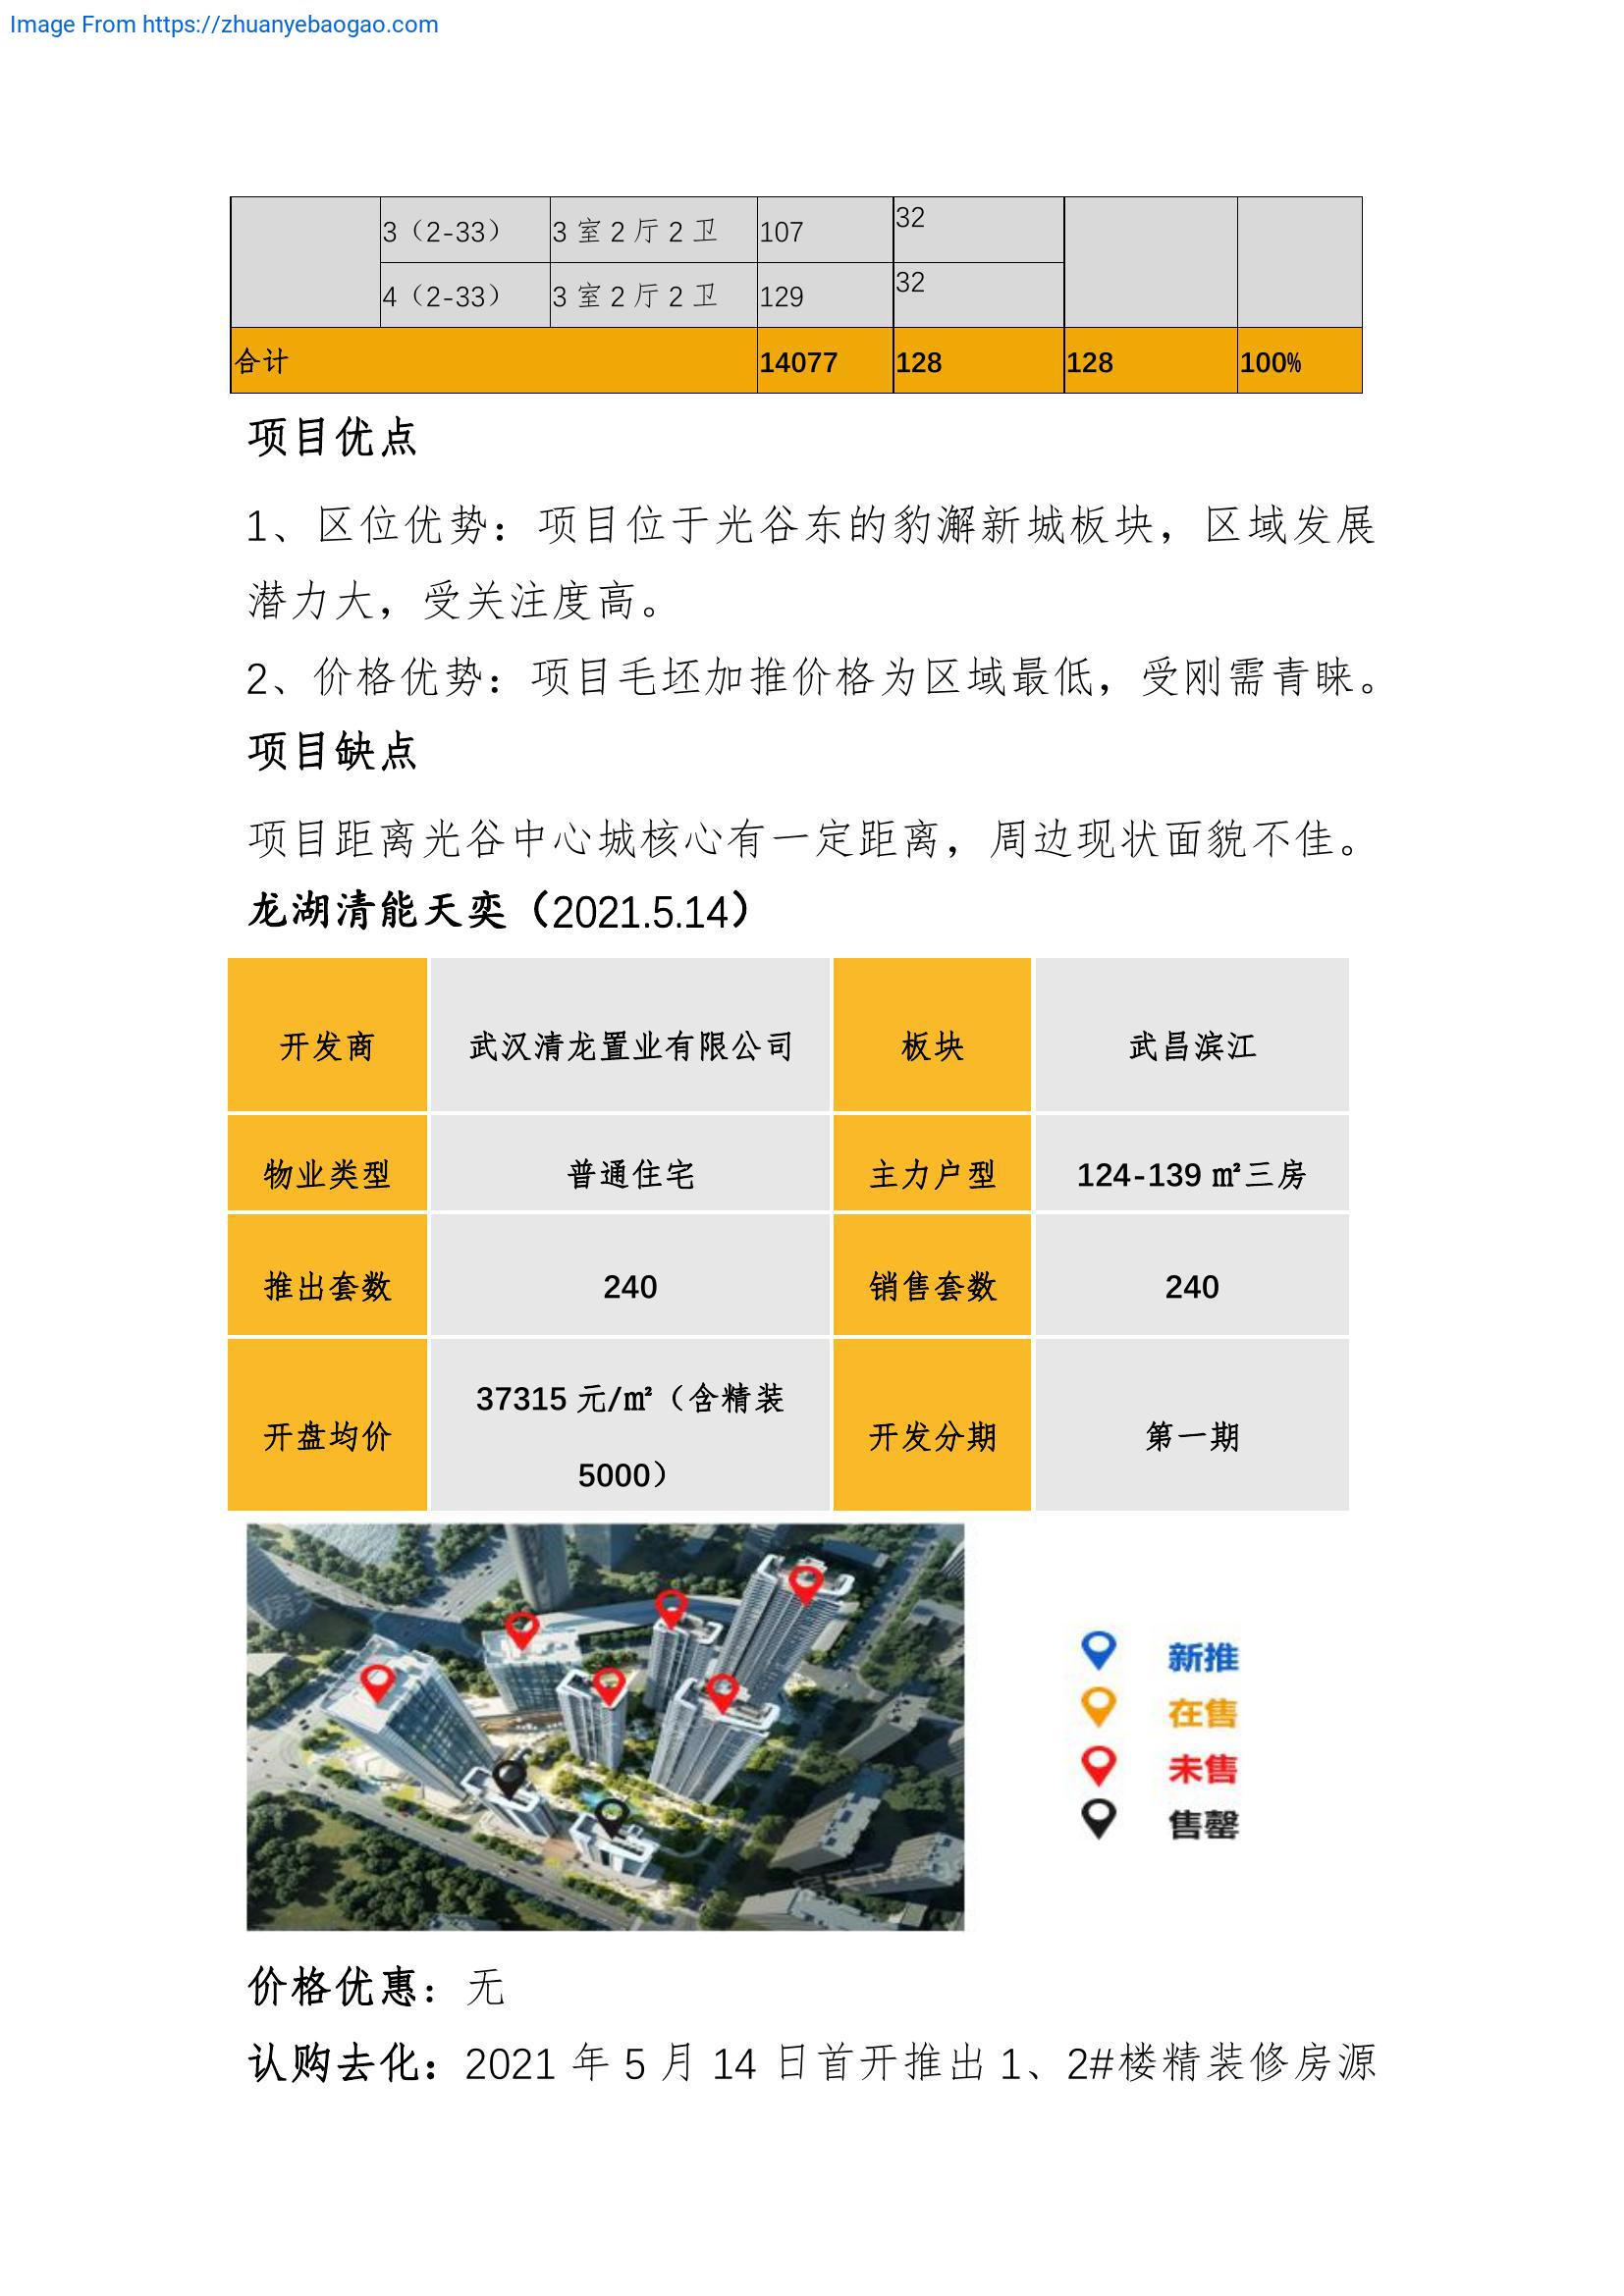 Image From https://zhuanyebaogao.com
3（2-33） 3 室 2 厅 2 卫 107 32
4（2-33） 3 室 2 厅 2 卫 129 32
合计 14077 128 128 100%
项目优点
1、区位优势：项目位于光谷东的豹澥新城板块，区域发展
潜力大，受关注度高。
2、价格优势：项目毛坯加推价格为区域最低，受刚需青睐。
项目缺点
项目距离光谷中心城核心有一定距离，周边现状面貌不佳。
龙湖清能天奕（2021.5.14）
开发商 武汉清龙置业有限公司 板块 武昌滨江
物业类型 普通住宅 主力户型 124-139 ㎡三房
推出套数 240 销售套数 240
开盘均价 37315 元/㎡（含精装
5000） 开发分期 第一期
新推
在售
未售
售罄
价格优惠：无
认购去化：2021 年 5 月 14 日首开推出 1、2#楼精装修房源